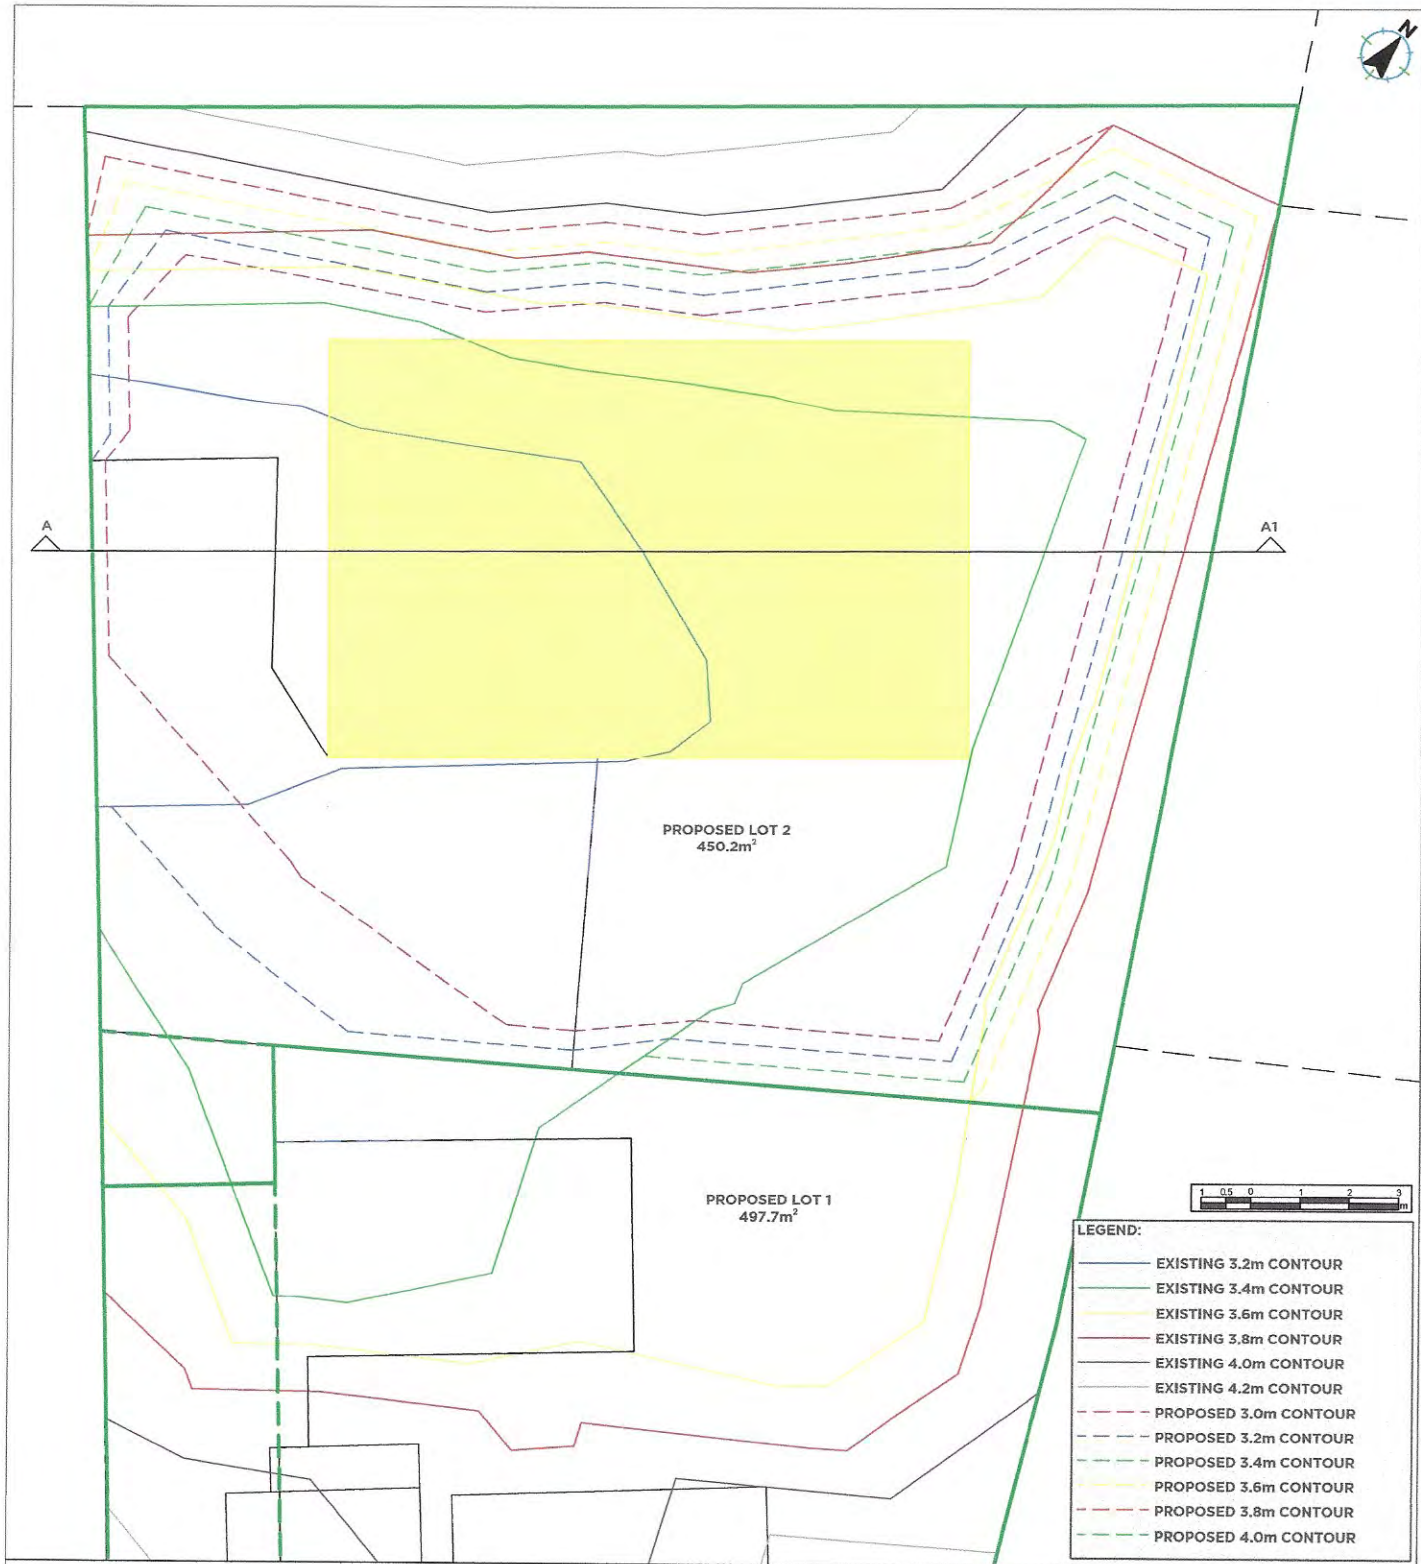 N
A
A1
PROPOSED LOT 2
450.2m²
PROPOSED LOT 1
497.7m²
1 0.5 0 1 2 3
m
LEGEND:
EXISTING 3.2m CONTOUR
EXISTING 3.4m CONTOUR
EXISTING 3.6m CONTOUR
EXISTING 3.8m CONTOUR
EXISTING 4.0m CONTOUR
EXISTING 4.2m CONTOUR
PROPOSED 3.0m CONTOUR
PROPOSED 3.2m CONTOUR
PROPOSED 3.4m CONTOUR
PROPOSED 3.6m CONTOUR
PROPOSED 3.8m CONTOUR
PROPOSED 4.0m CONTOUR